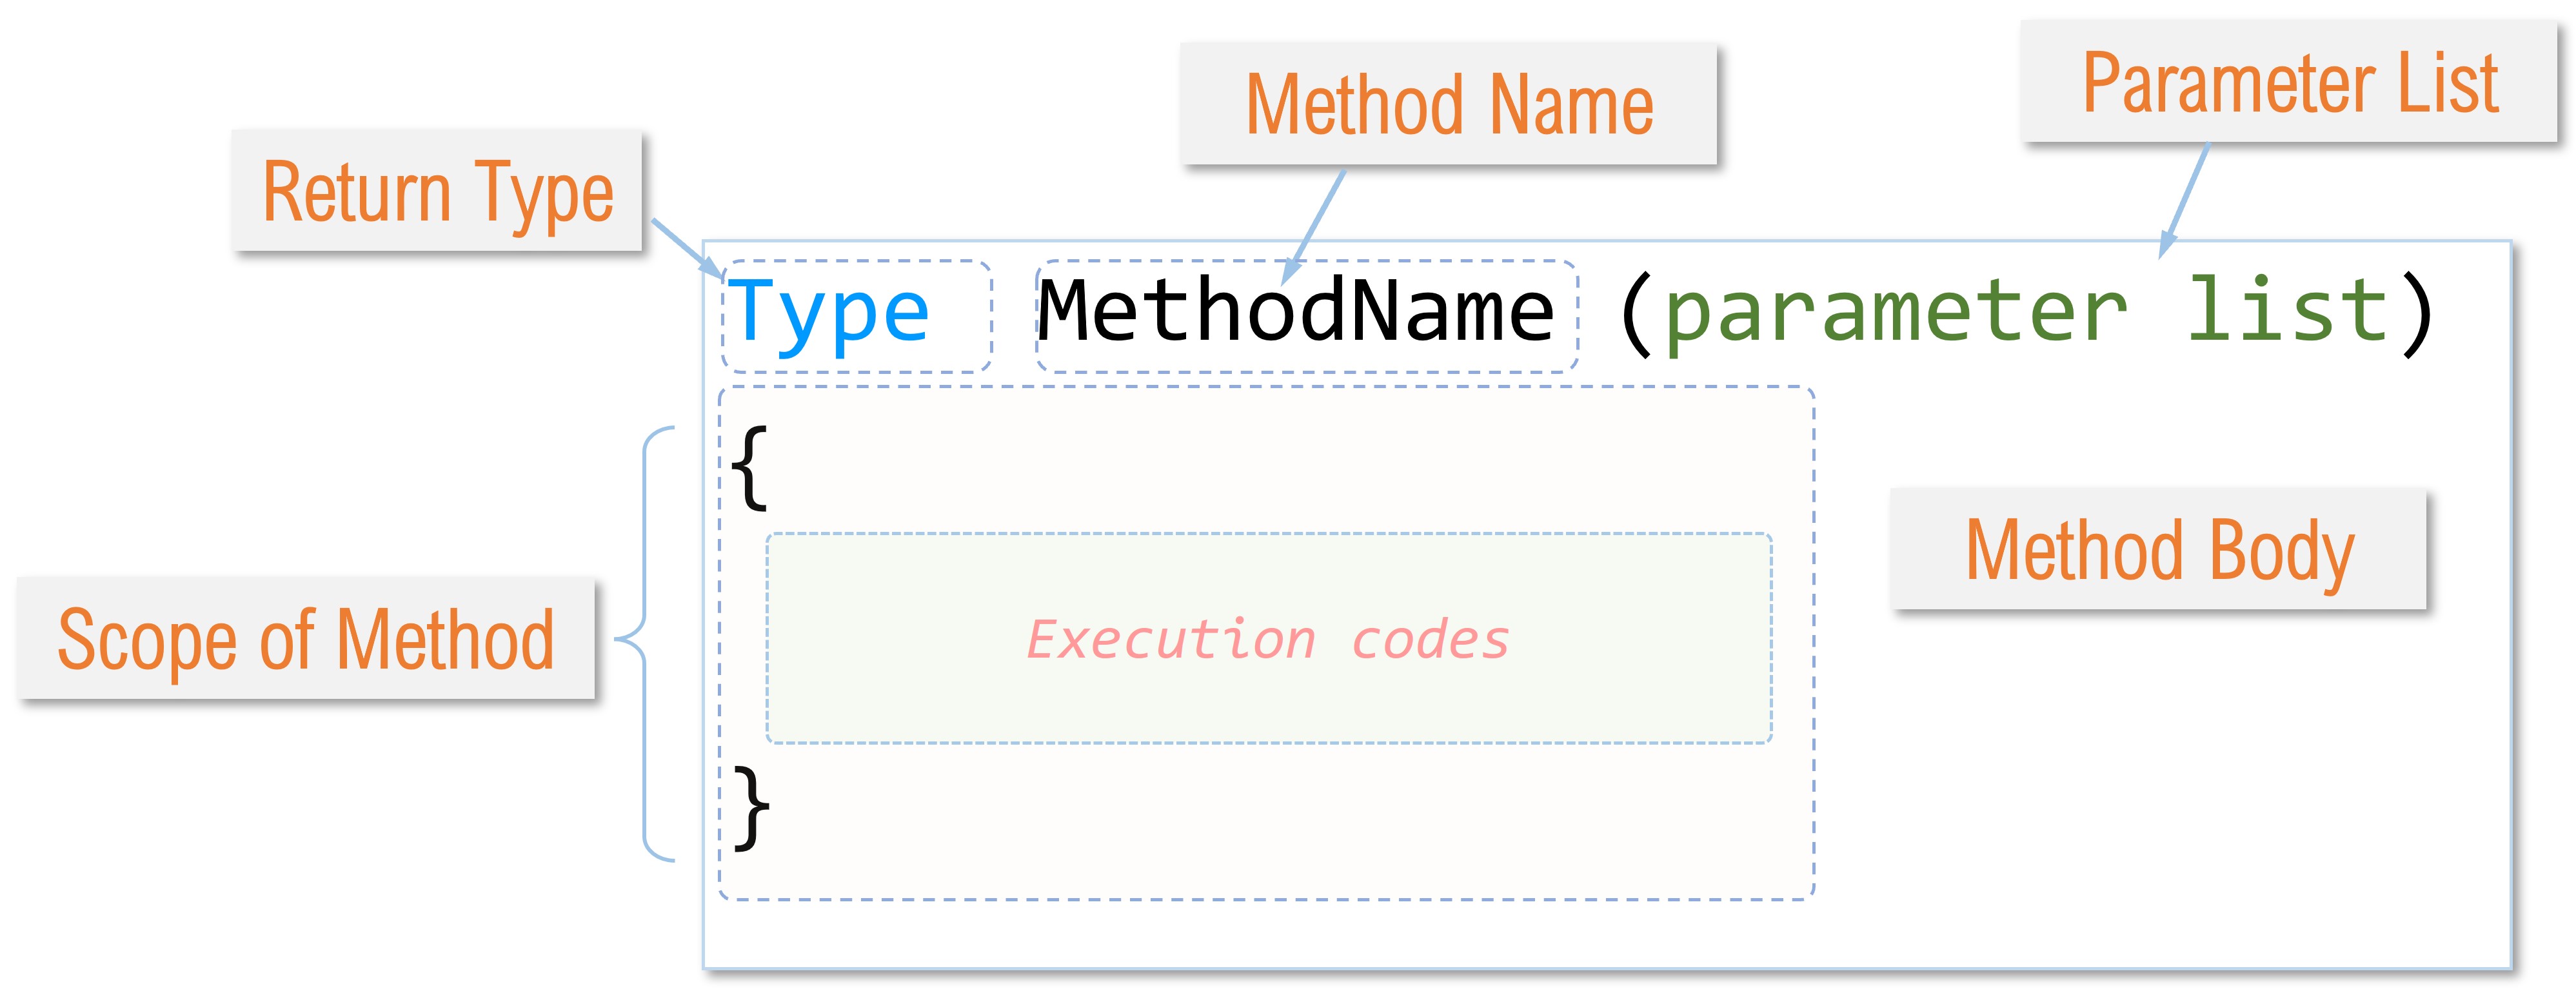 Method Name
Parameter List
Return Type
Type MethodName (parameter list)
{
Method Body
Scope of Method
Execution codes
}